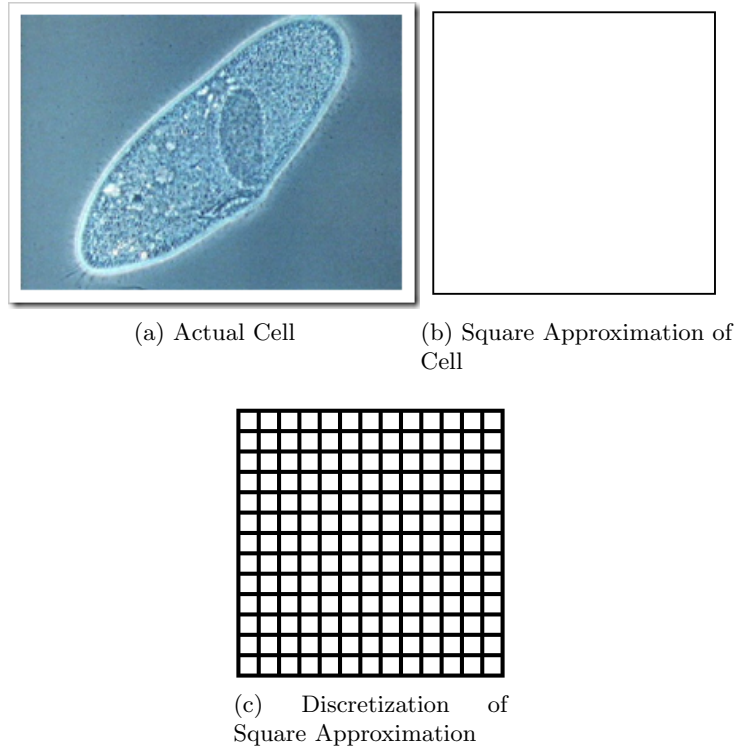 (a) Actual Cell
(b) Square Approximation of
Cell
(c) Discretization of
Square Approximation